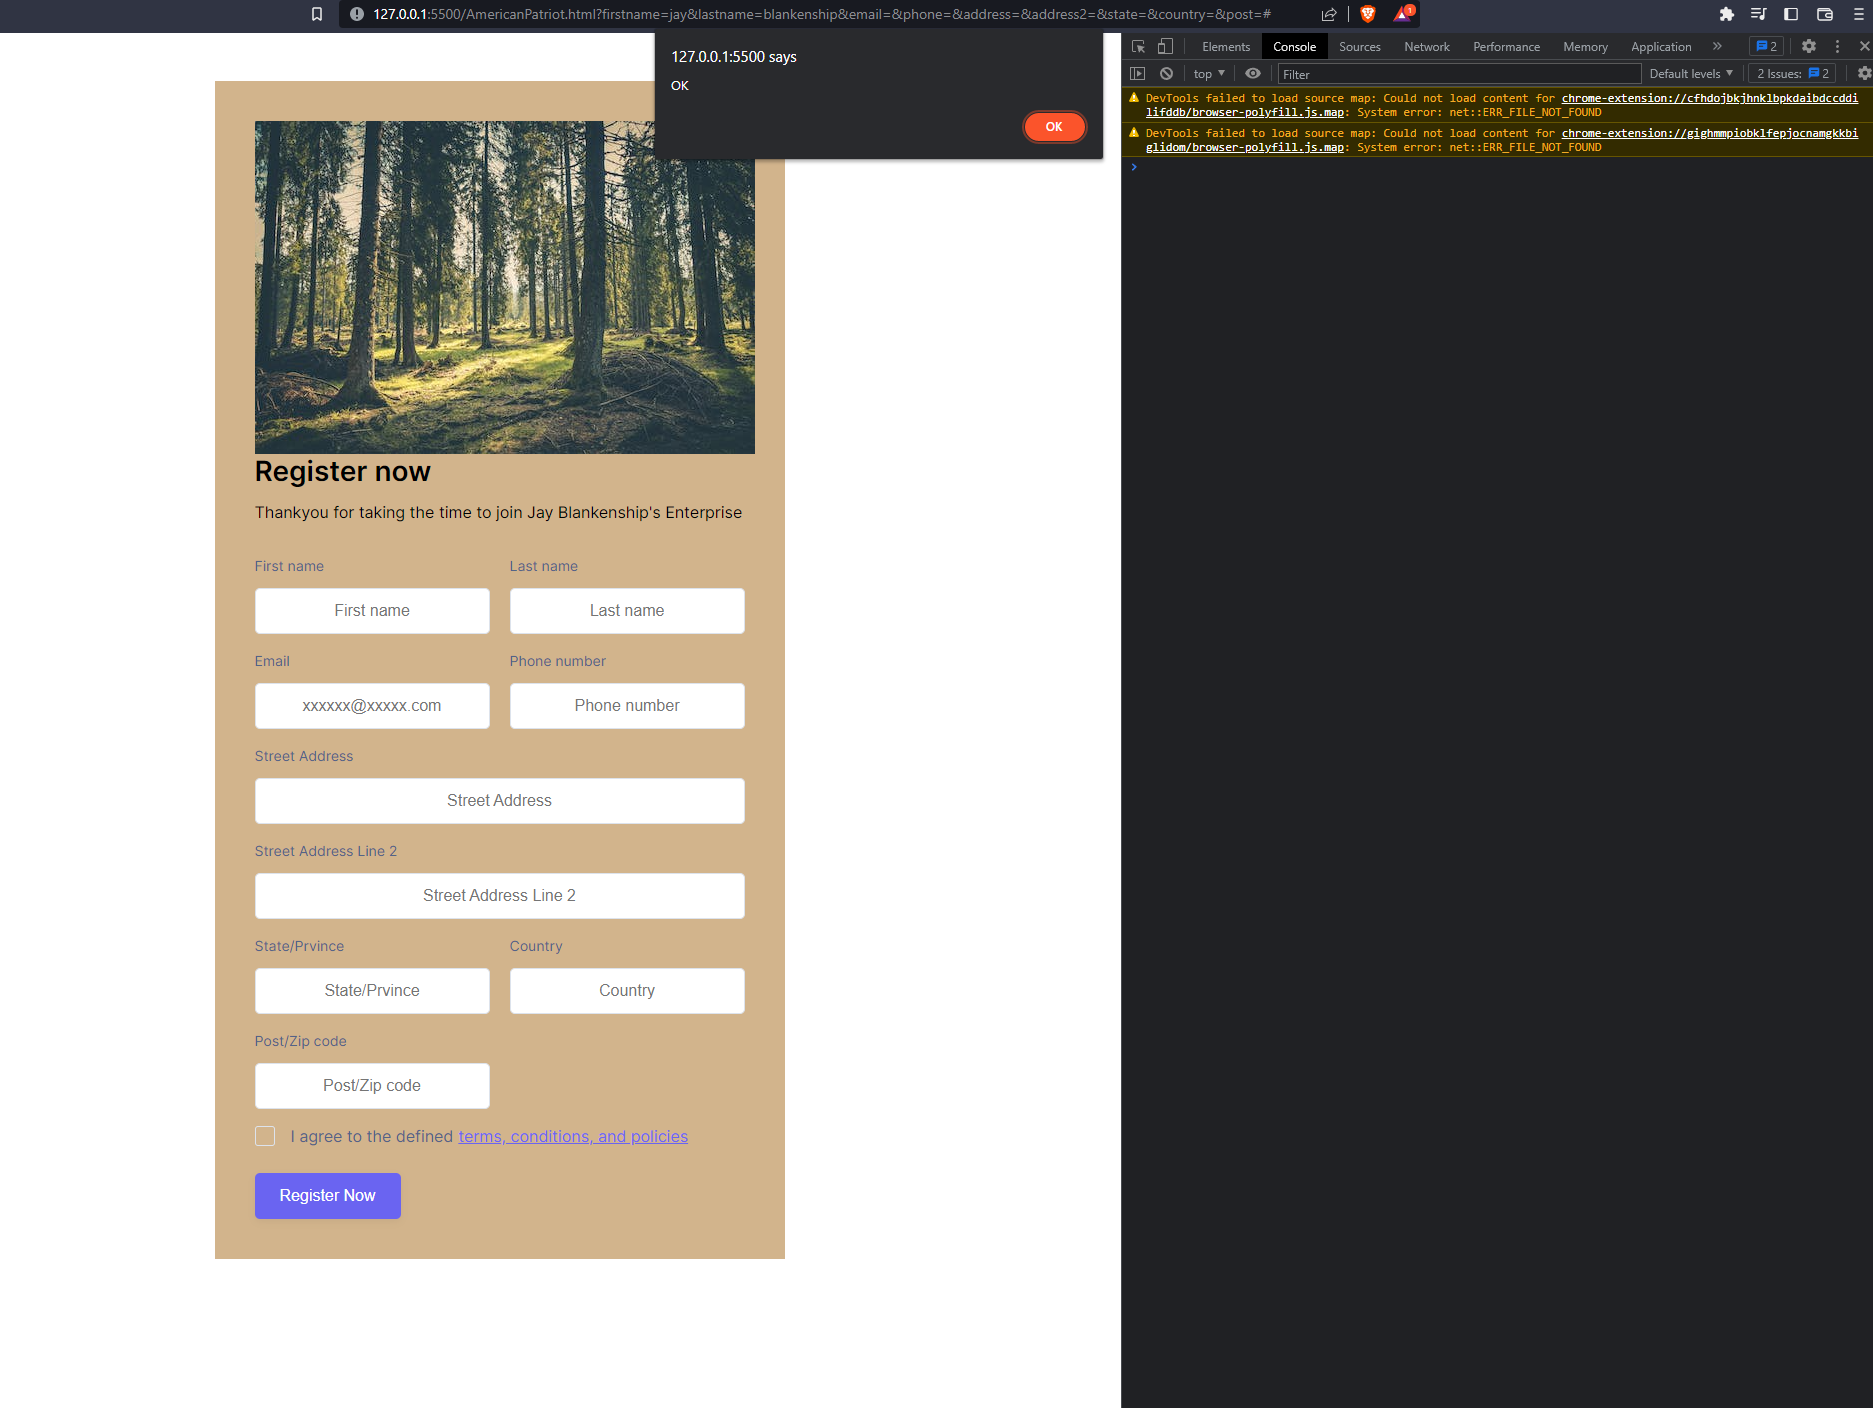 127.0.0.1:5500/AmericanPatriot.html?firstname=jay&lastname=blankenship&email=&phone=&address=&address2=&state=&country=&post=#
1
127.0.0.1:5500 says
OK
OK
Register now
Thankyou for taking the time to join Jay Blankenship's Enterprise
First name
Last name
First name
Last name
Email
Phone number
xxxxxx@xxxxx.com
Phone number
Street Address
Street Address
Street Address Line 2
Street Address Line 2
State/Prvince
Country
State/Prvince
Country
Post/Zip code
Post/Zip code
I agree to the defined terms, conditions, and policies
Register Now
Elements Console Sources Network Performance Memory Application » 2
top Filter Default levels 2 Issues: 2
DevTools failed to load source map: Could not load content for chrome-extension://cfhdojbkjhnklbpkdaibdccddi
lifddb/browser-polyfill.js.map: System error: net::ERR_FILE_NOT_FOUND
DevTools failed to load source map: Could not load content for chrome-extension://gighmmpiobklfepjocnamgkkbi
glidom/browser-polyfill.js.map: System error: net::ERR_FILE_NOT_FOUND